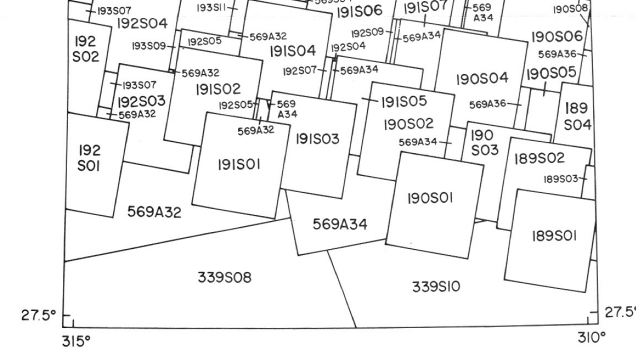 193S07
192S04
193S11
191S06
191S07
569
A34
190S08
192
S02
193S09
192S05
569A32
191S04
192S09
192S04
569A34
190S06
569A36
190S05
569A32
192S07
569A34
190S04
193S07
192S03
569A32
191S02
192S05
569
A34
191S05
190S02
569A36
189
S04
569A32
191S03
569A34
190
S03
189S02
192
S01
191S01
189S03
190S01
569A32
569A34
189S01
339S08
339S10
27.5°
27.5°
315°
310°